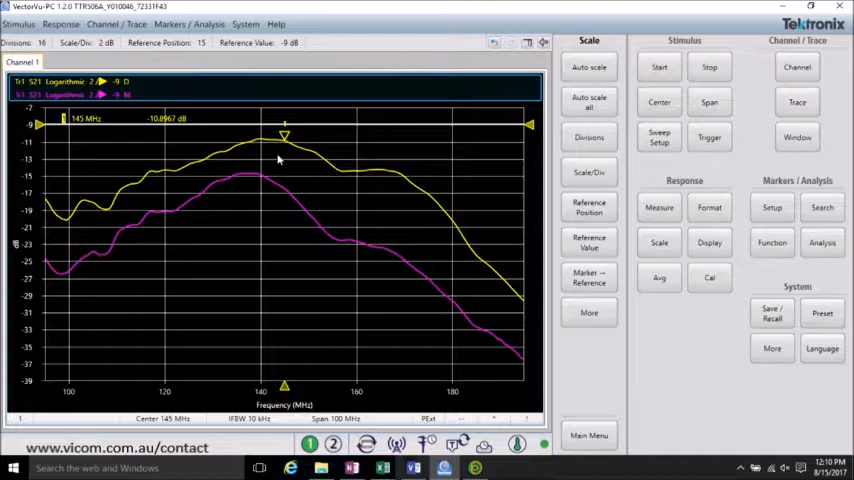 VectorVu-PC 1.2.0 TTR506A_Y010046_72331F43
Stimulus Response Channel / Trace Markers / Analysis System Help
Tektronix
Divisions: 16 Scale/Div: 2 dB Reference Position: 15 Reference Value: -9 dB
Channel 1
Tr1 S21 Logarithmic 2/ -9 D
Tr1 S21 Logarithmic 2/ -9 M
1 145 MHz -10.8967 dB
1
-7
-9
-11
-13
-15
-17
-19
-21
-23
-25
-27
-29
-31
-33
-35
-37
-39
dB
100 120 140 160 180
Frequency (MHz)
1 Center 145 MHz IFBW 10 kHz Span 100 MHz PExt -- -- --
Scale
Auto scale
Auto scale all
Divisions
Scale/Div
Reference Position
Reference Value
Marker → Reference
More
Main Menu
Stimulus
Start Stop
Center Span
Sweep Setup Trigger
Response
Measure Format
Scale Display
Avg Cal
Channel / Trace
Channel
Trace
Window
Markers / Analysis
Setup Search
Function Analysis
System
Save / Recall Preset
More Language
www.vicom.com.au/contact
1 2
Search the web and Windows
12:10 PM
8/15/2017